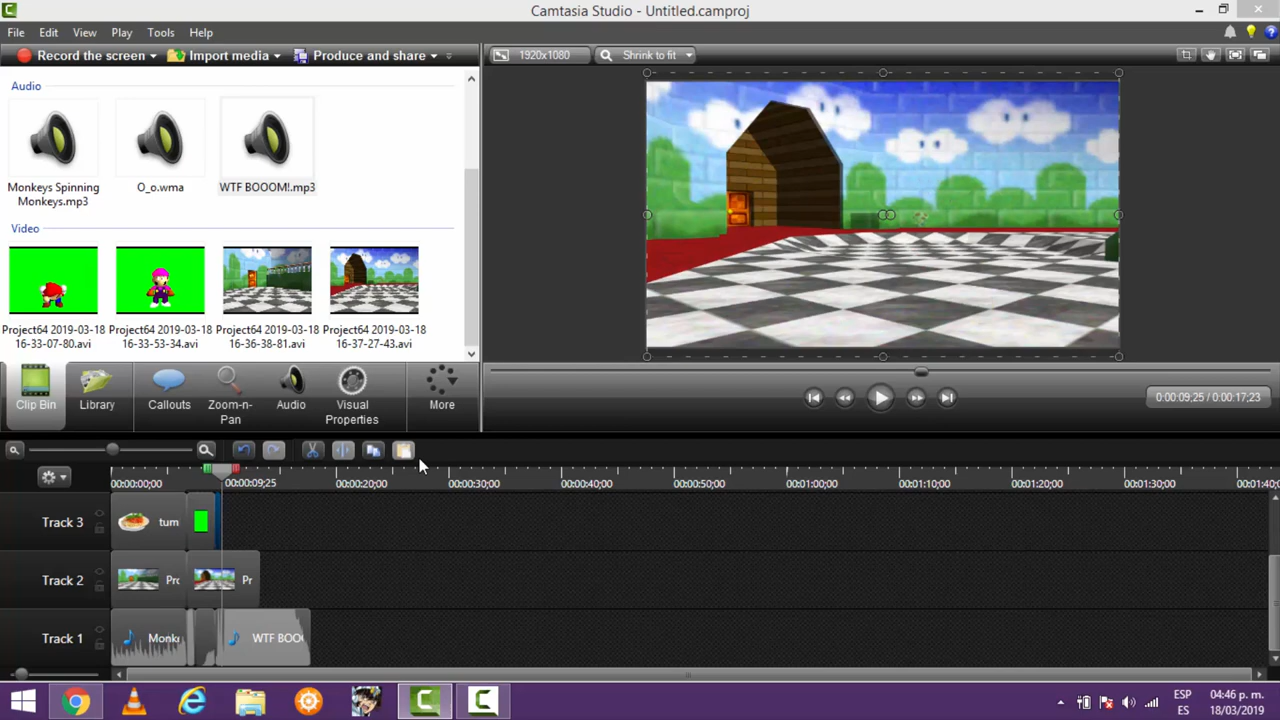 Camtasia Studio - Untitled.camproj
File Edit View Play Tools Help
Record the screen Import media Produce and share
1920x1080 Shrink to fit
Audio
Monkeys Spinning
Monkeys.mp3
O_o.wma
WTF BOOOM!.mp3
Video
Project64 2019-03-18
16-33-07-80.avi
Project64 2019-03-18
16-33-53-34.avi
Project64 2019-03-18
16-36-38-81.avi
Project64 2019-03-18
16-37-27-43.avi
Clip Bin
Library
Callouts
Zoom-n-
Pan
Audio
Visual
Properties
More
0:00:09;25 / 0:00:17;23
00:00:00;00 00:00:09;25 00:00:20;00 00:00:30;00 00:00:40;00 00:00:50;00 00:01:00;00 00:01:10;00 00:01:20;00 00:01:30;00 00:01:40;0
Track 3 tum
Track 2 Pro Pr
Track 1 Monk WTF BOO
ESP 04:46 p. m.
ES 18/03/2019